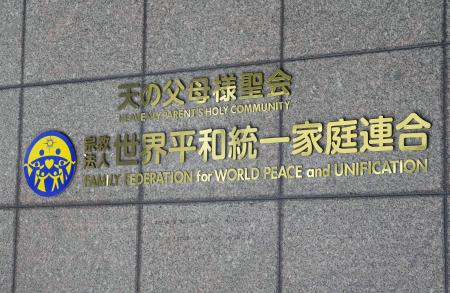 天の父母様聖会
HEAVENLY PARENT'S HOLY COMMUNITY
宗教法人 世界平和統一家庭連合
FAMILY FEDERATION for WORLD PEACE and UNIFICATION